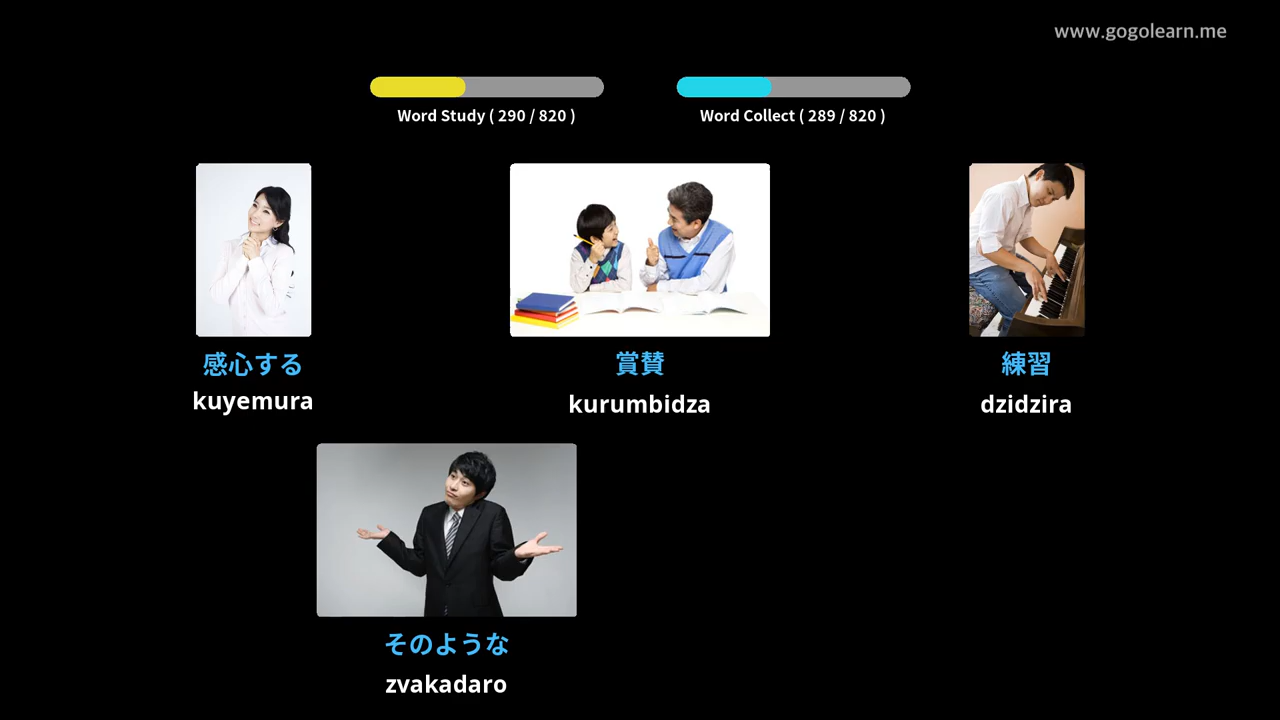 www.gogolearn.me
Word Study ( 290 / 820 )
Word Collect ( 289 / 820 )
感心する
kuyemura
賞賛
kurumbidza
練習
dzidzira
そのような
zvakadaro